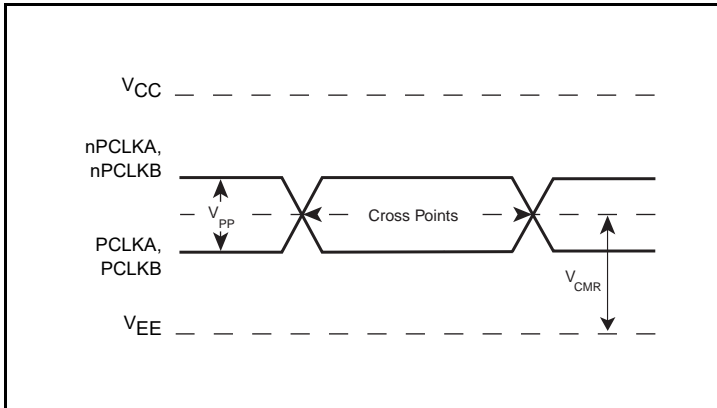 VCC
nPCLKA,
nPCLKB
VPP
Cross Points
PCLKA,
PCLKB
VCMR
VEE